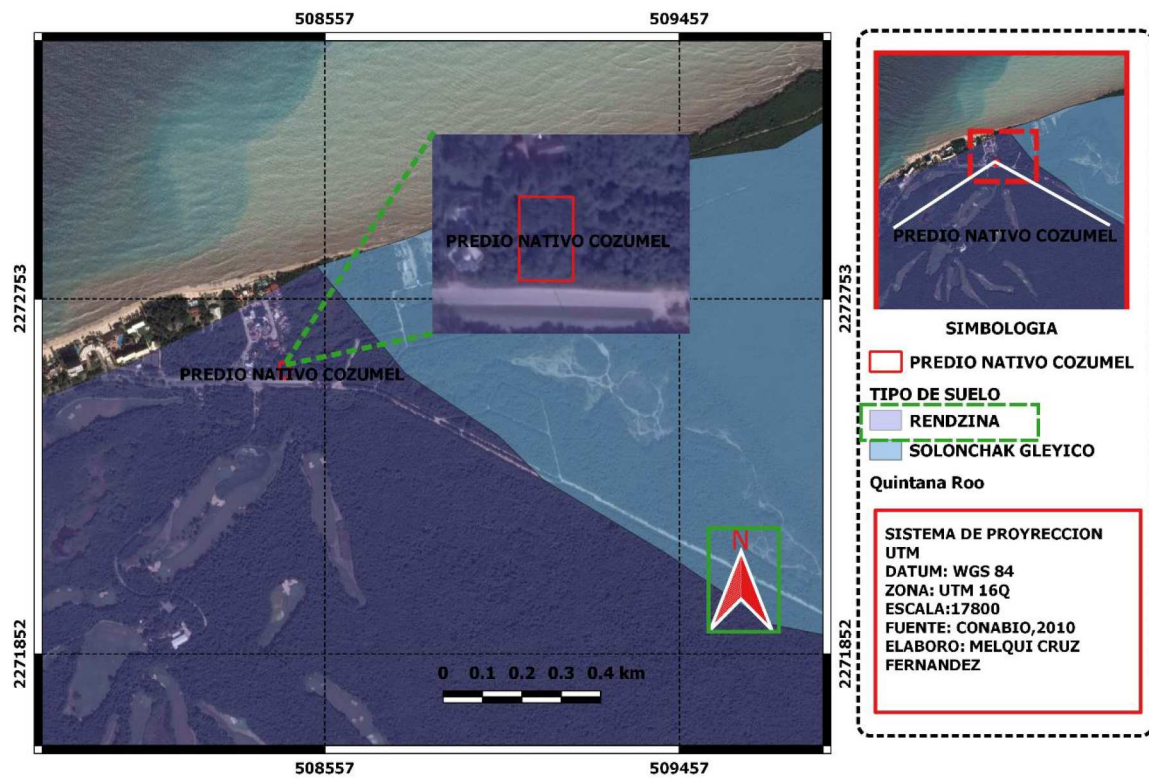 508557
509457
2272753
2271852
PREDIO NATIVO COZUMEL
PREDIO NATIVO COZUMEL
N
0 0.1 0.2 0.3 0.4 km
2272753
2271852
508557
509457
PREDIO NATIVO COZUMEL
SIMBOLOGIA
PREDIO NATIVO COZUMEL
TIPO DE SUELO
RENDZINA
SOLONCHAK GLEYICO
Quintana Roo
SISTEMA DE PROYRECCION
UTM
DATUM: WGS 84
ZONA: UTM 16Q
ESCALA:17800
FUENTE: CONABIO,2010
ELABORO: MELQUI CRUZ
FERNANDEZ